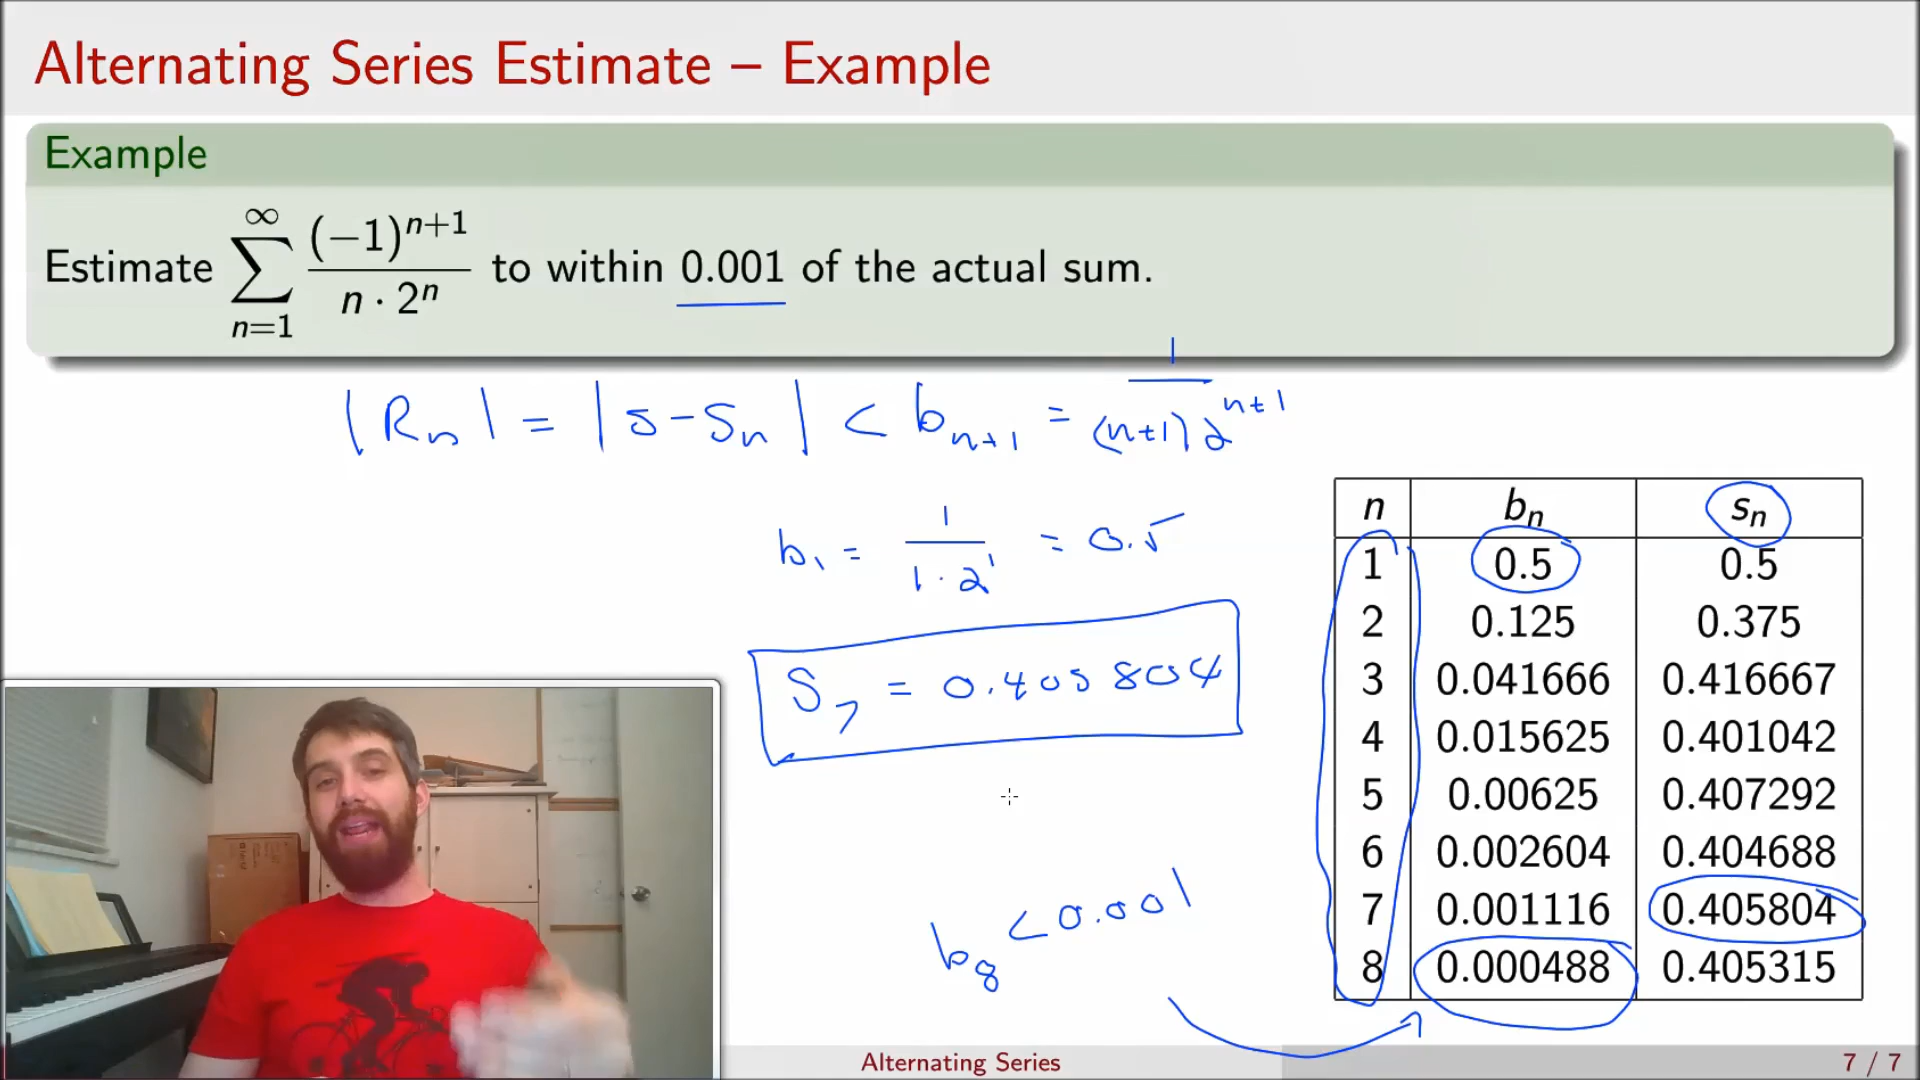 Alternating Series Estimate – Example
Example
Estimate ∑_{n=1}^{∞} (−1)^{n+1} / (n · 2^n) to within 0.001 of the actual sum.
|R_n| = |s − s_n| < b_{n+1} = 1 / ((n+1) 2^{n+1})
b_1 = 1 / (1 · 2^1) = 0.5
S_7 = 0.405804
b_8 < 0.001
n b_n s_n
1 0.5 0.5
2 0.125 0.375
3 0.041666 0.416667
4 0.015625 0.401042
5 0.00625 0.407292
6 0.002604 0.404688
7 0.001116 0.405804
8 0.000488 0.405315
Alternating Series
7 / 7